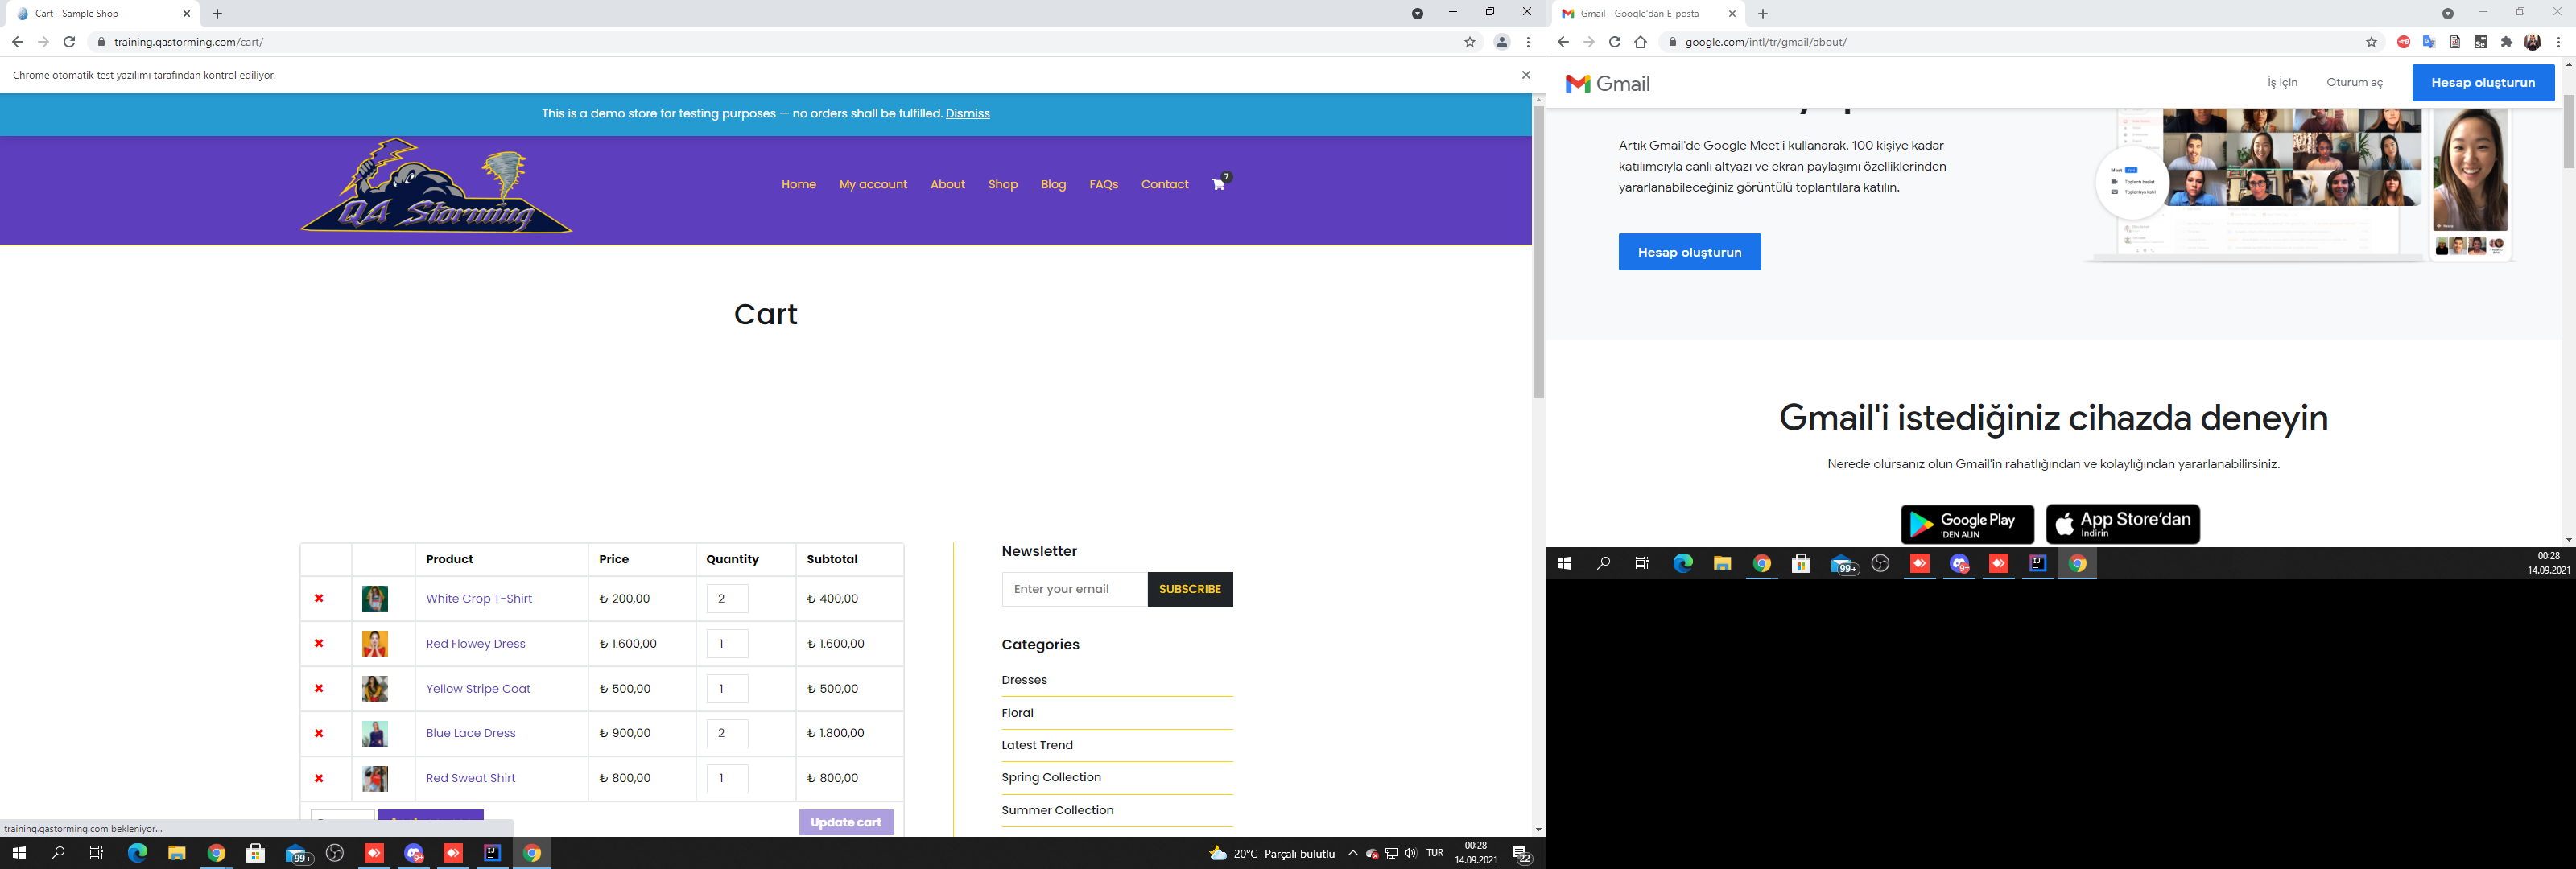 Cart - Sample Shop
training.qastorming.com/cart/
Chrome otomatik test yazılımı tarafından kontrol ediliyor.
This is a demo store for testing purposes — no orders shall be fulfilled. Dismiss
QA Storming
Home My account About Shop Blog FAQs Contact 7
Cart
Product Price Quantity Subtotal
White Crop T-Shirt ₺ 200,00 2 ₺ 400,00
Red Flowey Dress ₺ 1.600,00 1 ₺ 1.600,00
Yellow Stripe Coat ₺ 500,00 1 ₺ 500,00
Blue Lace Dress ₺ 900,00 2 ₺ 1.800,00
Red Sweat Shirt ₺ 800,00 1 ₺ 800,00
Update cart
Newsletter
Enter your email SUBSCRIBE
Categories
Dresses
Floral
Latest Trend
Spring Collection
Summer Collection
training.qastorming.com bekleniyor...
99+ 9+ 20°C Parçalı bulutlu TUR 00:28
14.09.2021 22
Gmail - Google'dan E-posta
google.com/intl/tr/gmail/about/
Gmail İş İçin Oturum aç Hesap oluşturun
Artık Gmail'de Google Meet'i kullanarak, 100 kişiye kadar
katılımcıyla canlı altyazı ve ekran paylaşımı özelliklerinden
yararlanabileceğiniz görüntülü toplantılara katılın.
Hesap oluşturun
Meet
Gmail'i istediğiniz cihazda deneyin
Nerede olursanız olun Gmail'in rahatlığından ve kolaylığından yararlanabilirsiniz.
Google Play
'DEN ALIN
App Store'dan
İndirin
99+ 9+ 00:28
14.09.2021